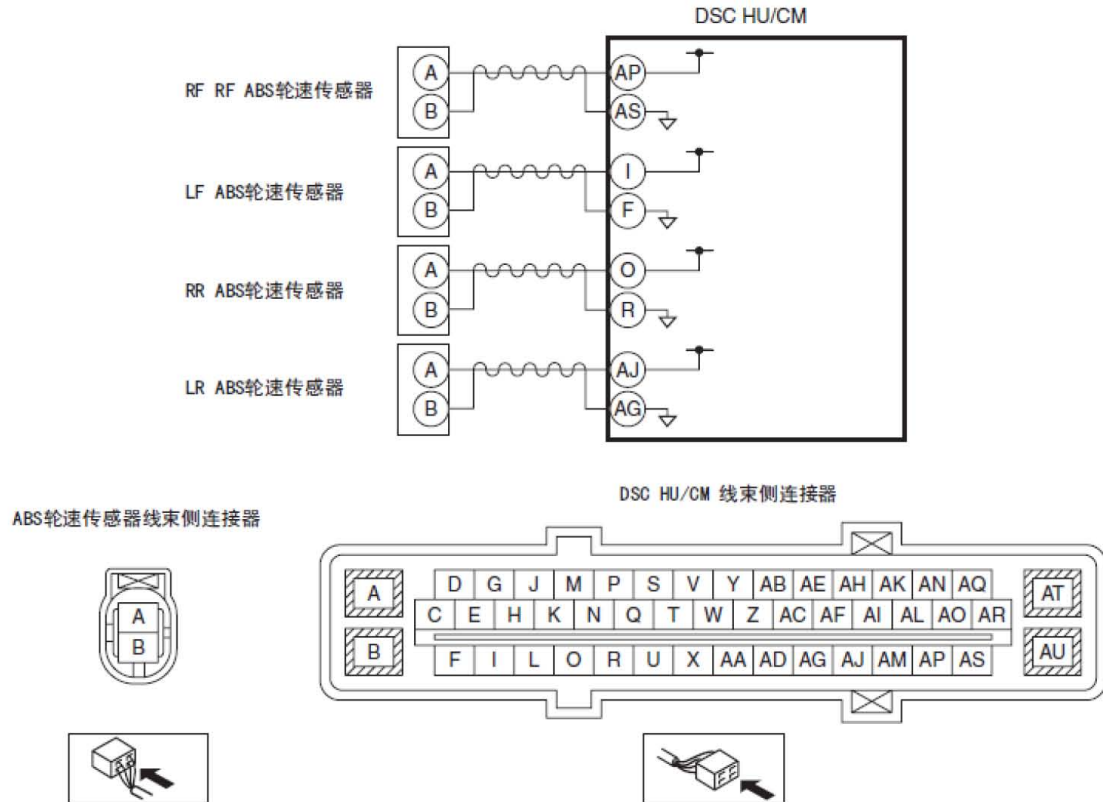 DSC HU/CM
RF RF ABS轮速传感器
A
B
AP
AS
LF ABS轮速传感器
A
B
I
F
RR ABS轮速传感器
A
B
O
R
LR ABS轮速传感器
A
B
AJ
AG
ABS轮速传感器线束侧连接器
A
B
DSC HU/CM 线束侧连接器
A D G J M P S V Y AB AE AH AK AN AQ AT
C E H K N Q T W Z AC AF AI AL AO AR
B F I L O R U X AA AD AG AJ AM AP AS AU